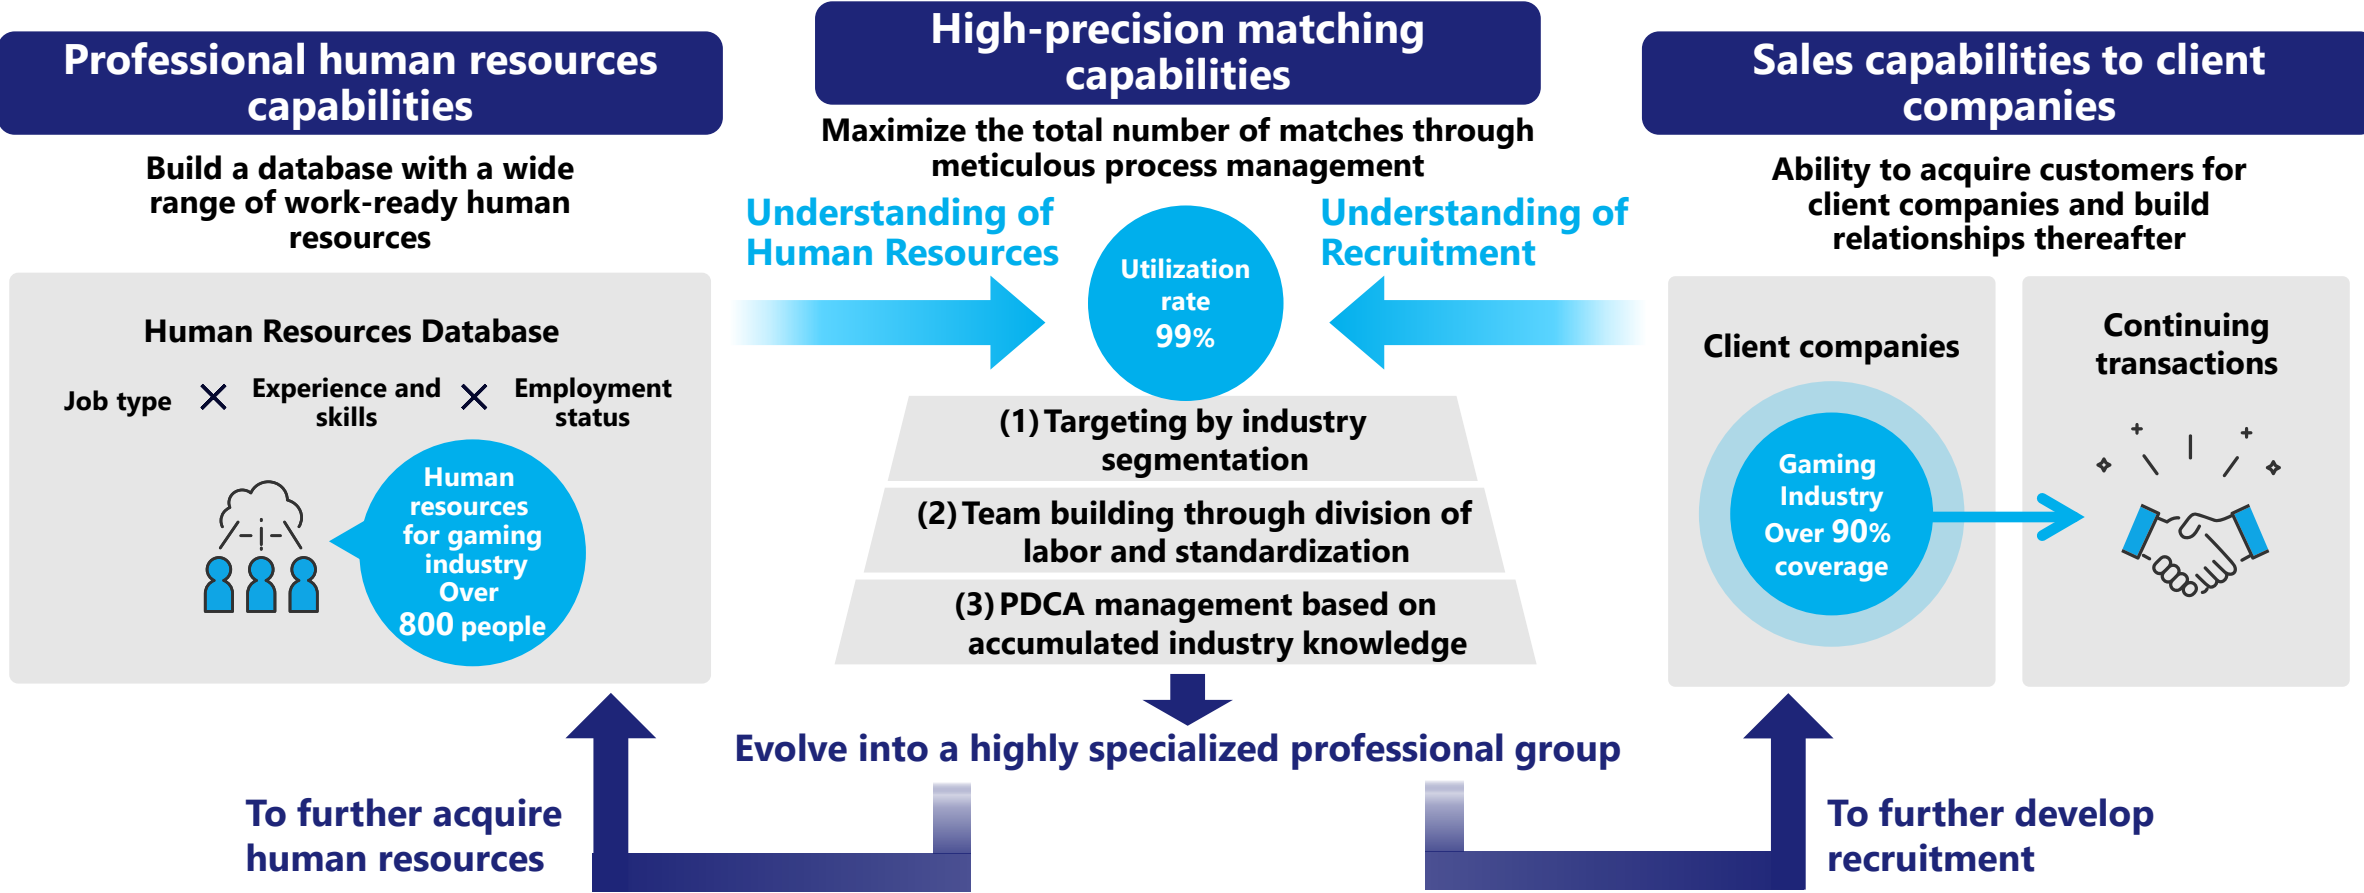 Professional human resources
capabilities
Build a database with a wide
range of work-ready human
resources
Human Resources Database
Job type
Experience and
skills
Employment
status
Human
resources
for gaming
industry
Over
800 people
High-precision matching
capabilities
Maximize the total number of matches through
meticulous process management
Understanding of
Human Resources
Utilization
rate
99%
Understanding of
Recruitment
(1) Targeting by industry
segmentation
(2) Team building through division of
labor and standardization
(3) PDCA management based on
accumulated industry knowledge
Sales capabilities to client
companies
Ability to acquire customers for
client companies and build
relationships thereafter
Client companies
Gaming
Industry
Over 90%
coverage
Continuing
transactions
Evolve into a highly specialized professional group
To further acquire
human resources
To further develop
recruitment